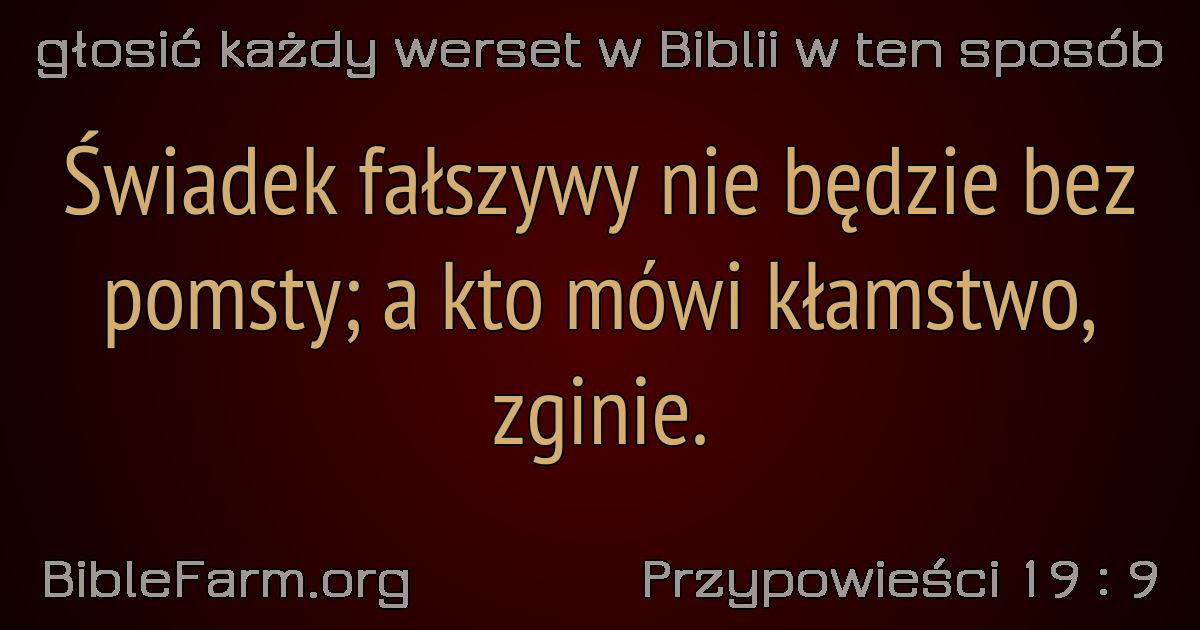 głosić każdy werset w Biblii w ten sposób
Świadek fałszywy nie będzie bez
pomsty; a kto mówi kłamstwo,
zginie.
BibleFarm.org
Przypowieści 19 : 9